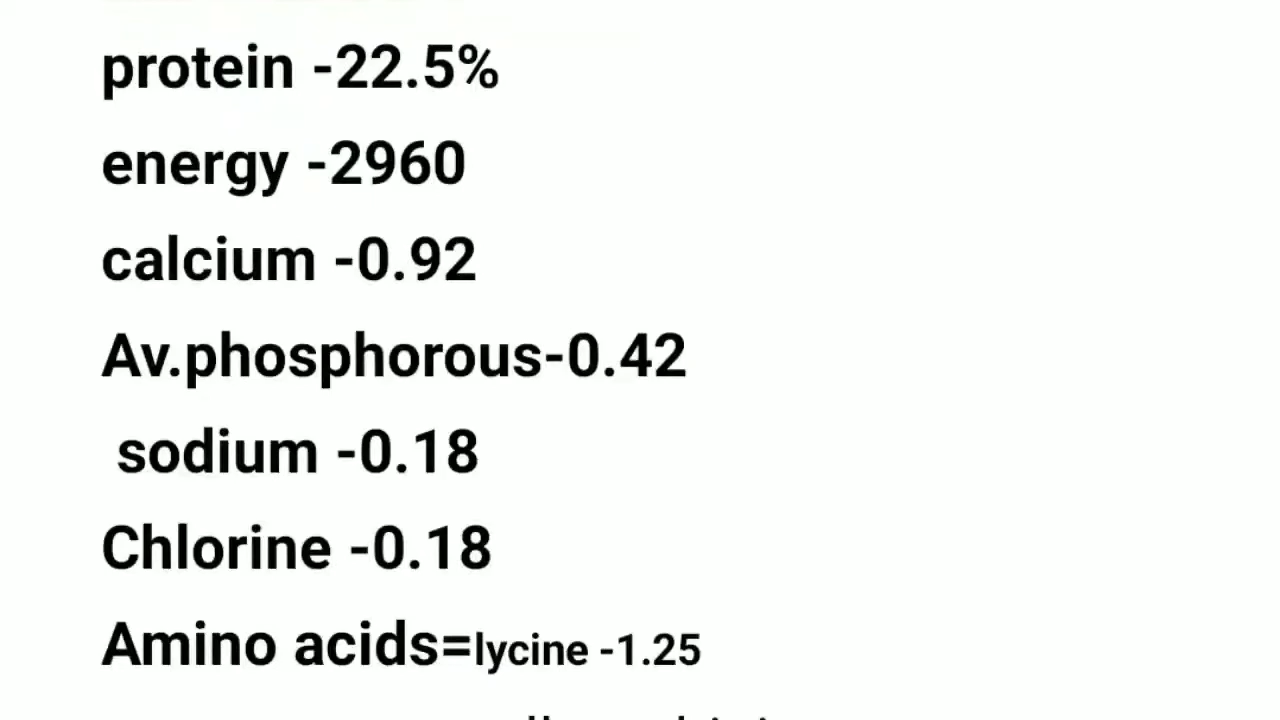 protein -22.5%
energy -2960
calcium -0.92
Av.phosphorous-0.42
sodium -0.18
Chlorine -0.18
Amino acids=lycine -1.25